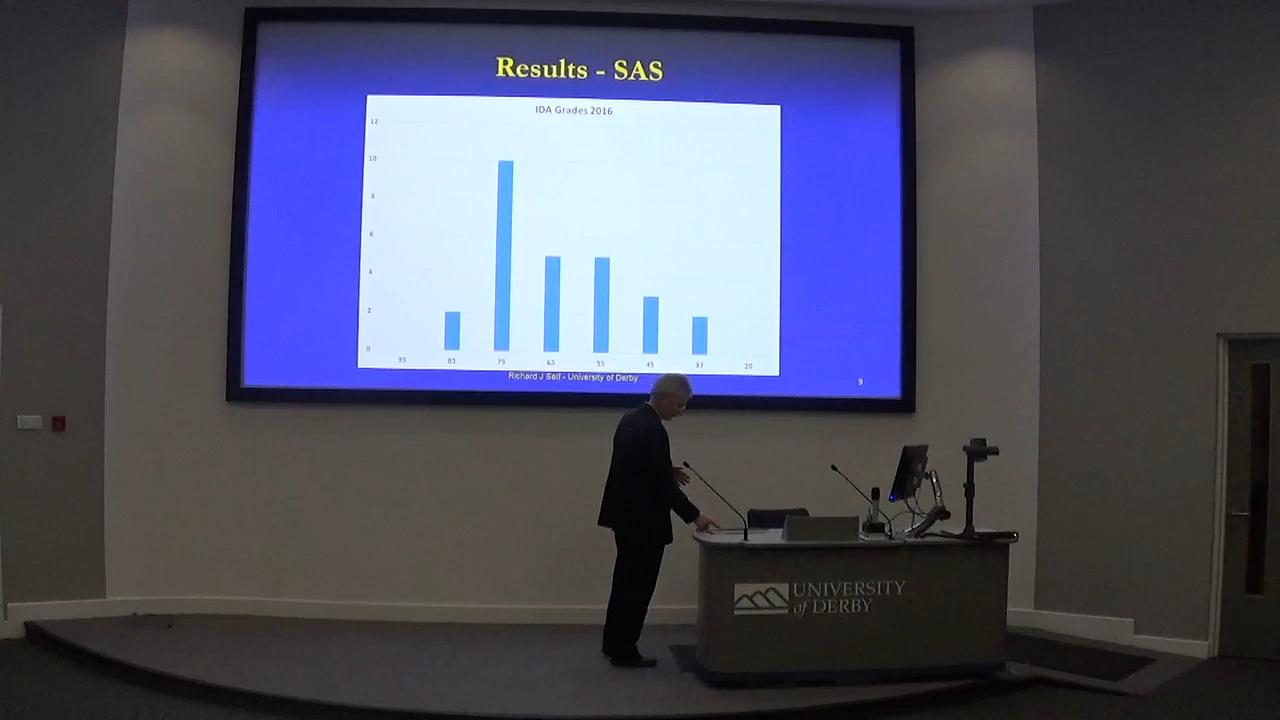 Results - SAS
IDA Grades 2016
12
10
8
6
4
2
0
95 85 75 65 55 45 37 20
Richard J Self - University of Derby
9
UNIVERSITY
of DERBY